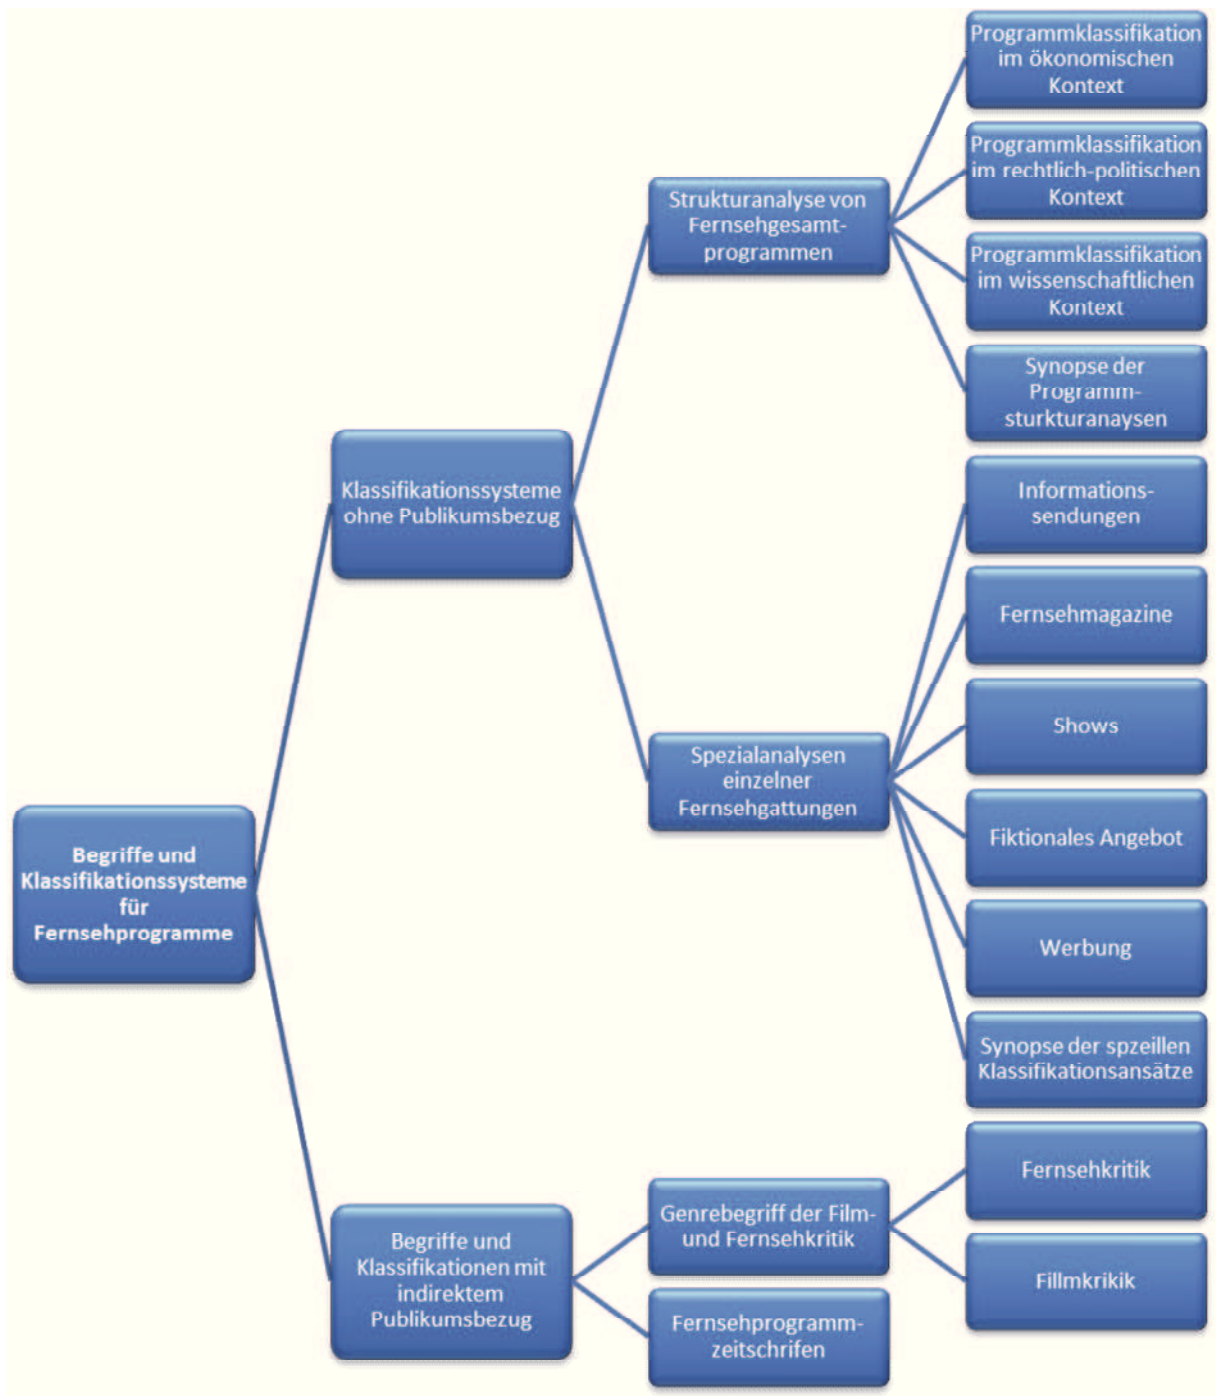 Programmklassifikation
im ökonomischen
Kontext
Programmklassifikation
im rechtlich-politischen
Kontext
Strukturanalyse von
Fernsehgesamt-
programmen
Programmklassifikation
im wissenschaftlichen
Kontext
Synopse der
Programm-
sturkturanaysen
Klassifikationssysteme
ohne Publikumsbezug
Informations-
sendungen
Fernsehmagazine
Shows
Spezialanalysen
einzelner
Fernsehgattungen
Fiktionales Angebot
Begriffe und
Klassifikationssysteme
für
Fernsehprogramme
Werbung
Synopse der spzeillen
Klassifikationsansätze
Fernsehkritik
Genrebegriff der Film-
und Fernsehkritik
Begriffe und
Klassifikationen mit
indirektem
Publikumsbezug
Fillmkrikik
Fernsehprogramm-
zeitschrifen